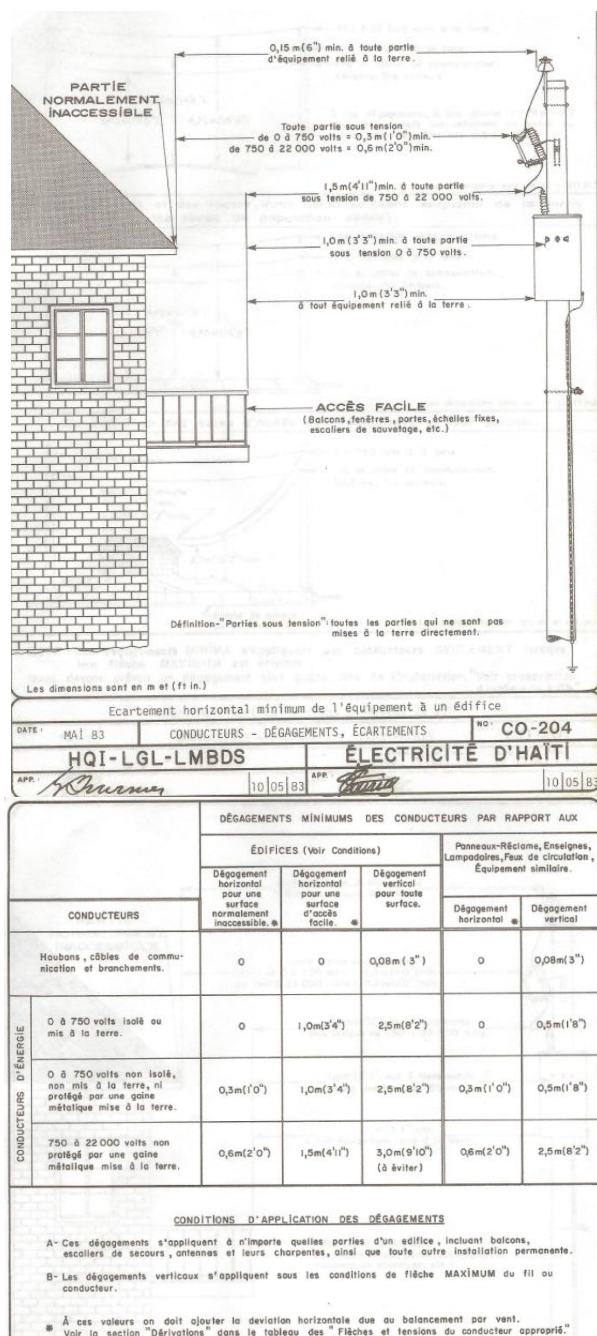 0,15 m (6") min. à toute partie
d'équipement relié à la terre.
PARTIE
NORMALEMENT
INACCESSIBLE
Toute partie sous tension
de 0 à 750 volts = 0,3 m (1'0") min.
de 750 à 22 000 volts = 0,6 m (2'0") min.
1,5 m (4'11") min. à toute partie
sous tension de 750 à 22 000 volts.
1,0 m (3'3") min. à toute partie
sous tension 0 à 750 volts.
1,0 m (3'3") min.
à tout équipement relié à la terre.
ACCÈS FACILE
(Balcons, fenêtres, portes, échelles fixes,
escaliers de sauvetage, etc.)
Définition-"Parties sous tension": toutes les parties qui ne sont pas
mises à la terre directement.
Les dimensions sont en m et (ft in.)
Ecartement horizontal minimum de l'équipement à un édifice
DATE: MAI 83 CONDUCTEURS - DÉGAGEMENTS, ÉCARTEMENTS NO: CO-204
HQI-LGL-LMBDS ÉLECTRICITÉ D'HAÏTI
APP.: 10 05 83 APP.: 10 05 83
DÉGAGEMENTS MINIMUMS DES CONDUCTEURS PAR RAPPORT AUX
ÉDIFICES (Voir Conditions)
Panneaux-Réclame, Enseignes,
Lampadaires, Feux de circulation,
Équipement similaire.
CONDUCTEURS
Dégagement
horizontal
pour une
surface
normalement
inaccessible. *
Dégagement
horizontal
pour une
surface
d'accès
facile. *
Dégagement
vertical
pour toute
surface.
Dégagement
horizontal *
Dégagement
vertical
Haubans, câbles de commu-
nication et branchements.
0 0 0,08m (3") 0 0,08m(3")
CONDUCTEURS D'ÉNERGIE
0 à 750 volts isolé ou
mis à la terre.
0 1,0m(3'4") 2,5m(8'2") 0 0,5m(1'8")
0 à 750 volts non isolé,
non mis à la terre, ni
protégé par une gaine
métalique mise à la terre.
0,3m(1'0") 1,0m(3'4") 2,5m(8'2") 0,3m(1'0") 0,5m(1'8")
750 à 22 000 volts non
protégé par une gaine
métalique mise à la terre.
0,6m(2'0") 1,5m(4'11") 3,0m(9'10")
(à éviter) 0,6m(2'0") 2,5m(8'2")
CONDITIONS D'APPLICATION DES DÉGAGEMENTS
A- Ces dégagements s'appliquent à n'importe quelles parties d'un edifice, incluant balcons,
escaliers de secours, antennes et leurs charpentes, ainsi que toute autre installation permanente.
B- Les dégagements verticaux s'appliquent sous les conditions de flèche MAXIMUM du fil ou
conducteur.
* À ces valeurs on doit ajouter la deviation horizontale due au balancement par vent.
Voir la section "Dérivations" dans le tableau des "Flèches et tensions du conducteur approprié."